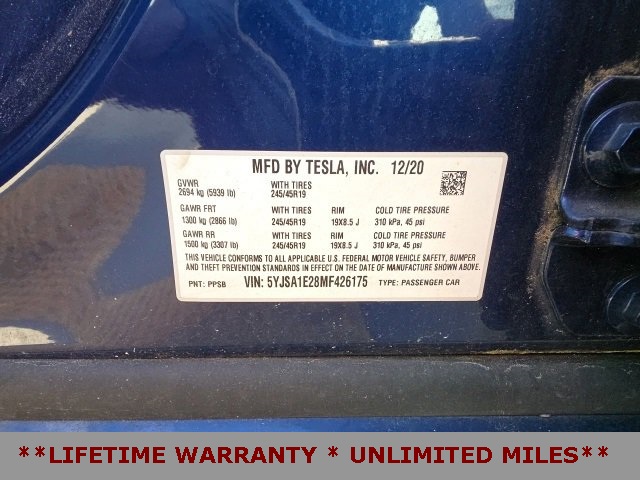 MFD BY TESLA, INC. 12/20
GVWR WITH TIRES
2694 kg (5939 lb) 245/45R19
GAWR FRT WITH TIRES RIM COLD TIRE PRESSURE
1300 kg (2866 lb) 245/45R19 19X8.5 J 310 kPa, 45 psi
GAWR RR WITH TIRES RIM COLD TIRE PRESSURE
1500 kg (3307 lb) 245/45R19 19X8.5 J 310 kPa, 45 psi
THIS VEHICLE CONFORMS TO ALL APPLICABLE U.S. FEDERAL MOTOR VEHICLE SAFETY, BUMPER
AND THEFT PREVENTION STANDARDS IN EFFECT ON THE DATE OF MANUFACTURE SHOWN ABOVE.
PNT: PPSB VIN: 5YJSA1E28MF426175 TYPE: PASSENGER CAR
**LIFETIME WARRANTY * UNLIMITED MILES**